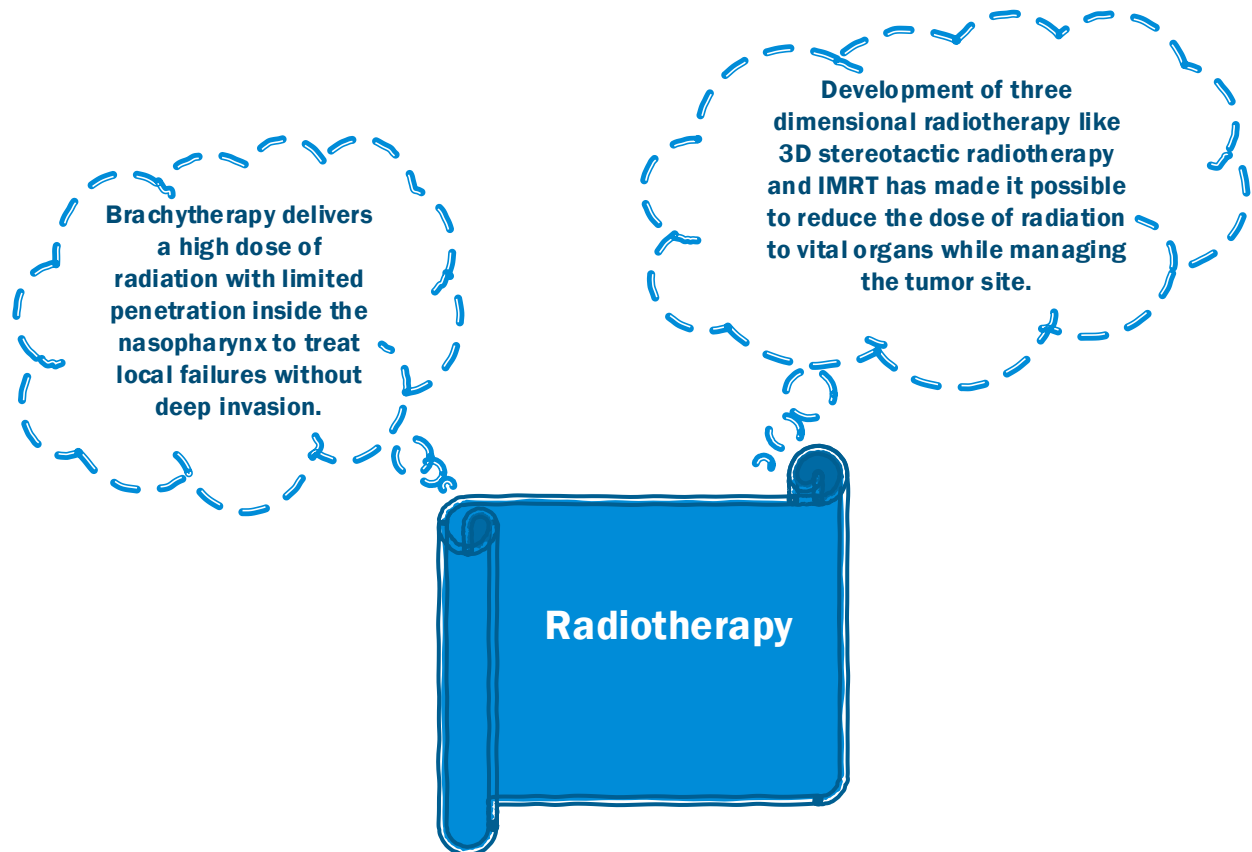 Brachytherapy delivers
a high dose of
radiation with limited
penetration inside the
nasopharynx to treat
local failures without
deep invasion.
Development of three
dimensional radiotherapy like
3D stereotactic radiotherapy
and IMRT has made it possible
to reduce the dose of radiation
to vital organs while managing
the tumor site.
Radiotherapy